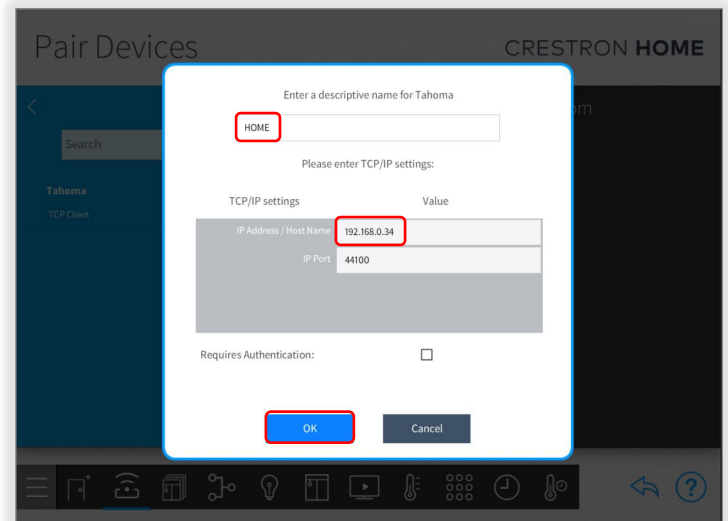 Pair Devices
CRESTRON HOME
Enter a descriptive name for Tahoma
HOME
Search
Please enter TCP/IP settings:
Tahoma
TCP/IP settings
Value
TCP Client
IP Address / Host Name
192.168.0.34
IP Port
44100
Requires Authentication:
OK
Cancel
?